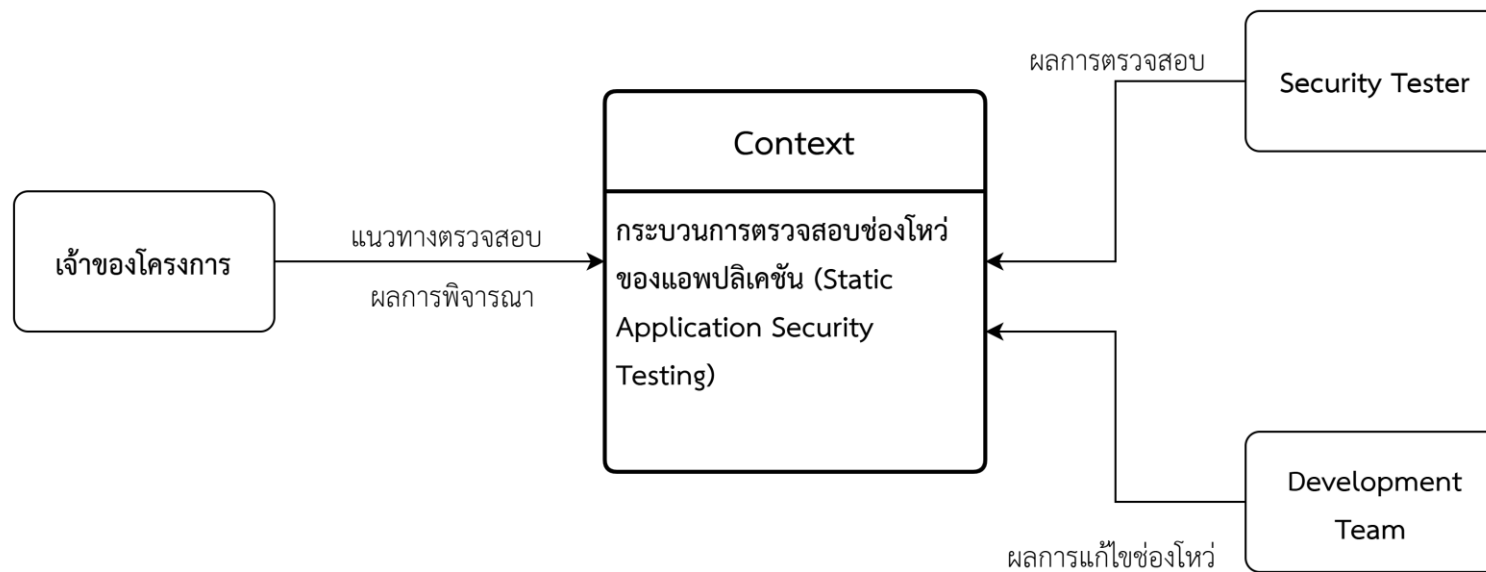 ผลการตรวจสอบ
Security Tester
Context
เจ้าของโครงการ
แนวทางตรวจสอบ
ผลการพิจารณา
กระบวนการตรวจสอบช่องโหว่
ของแอพปลิเคชัน (Static
Application Security
Testing)
Development
Team
ผลการแก้ไขช่องโหว่